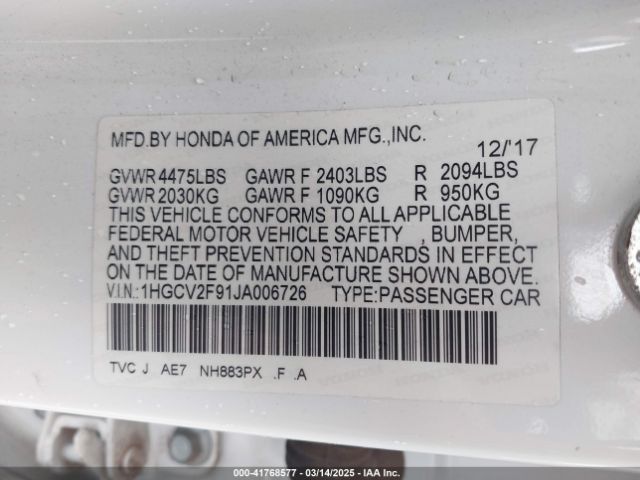 MFD.BY HONDA OF AMERICA MFG.,INC.
12/'17
GVWR 4475LBS GAWR F 2403LBS R 2094LBS
GVWR 2030KG GAWR F 1090KG R 950KG
THIS VEHICLE CONFORMS TO ALL APPLICABLE
FEDERAL MOTOR VEHICLE SAFETY , BUMPER,
AND THEFT PREVENTION STANDARDS IN EFFECT
ON THE DATE OF MANUFACTURE SHOWN ABOVE.
V.I.N.:1HGCV2F91JA006726 TYPE:PASSENGER CAR
TVC J. AE7 NH883PX .F .A
000-41768577 — 03/14/2025 — IAA Inc.